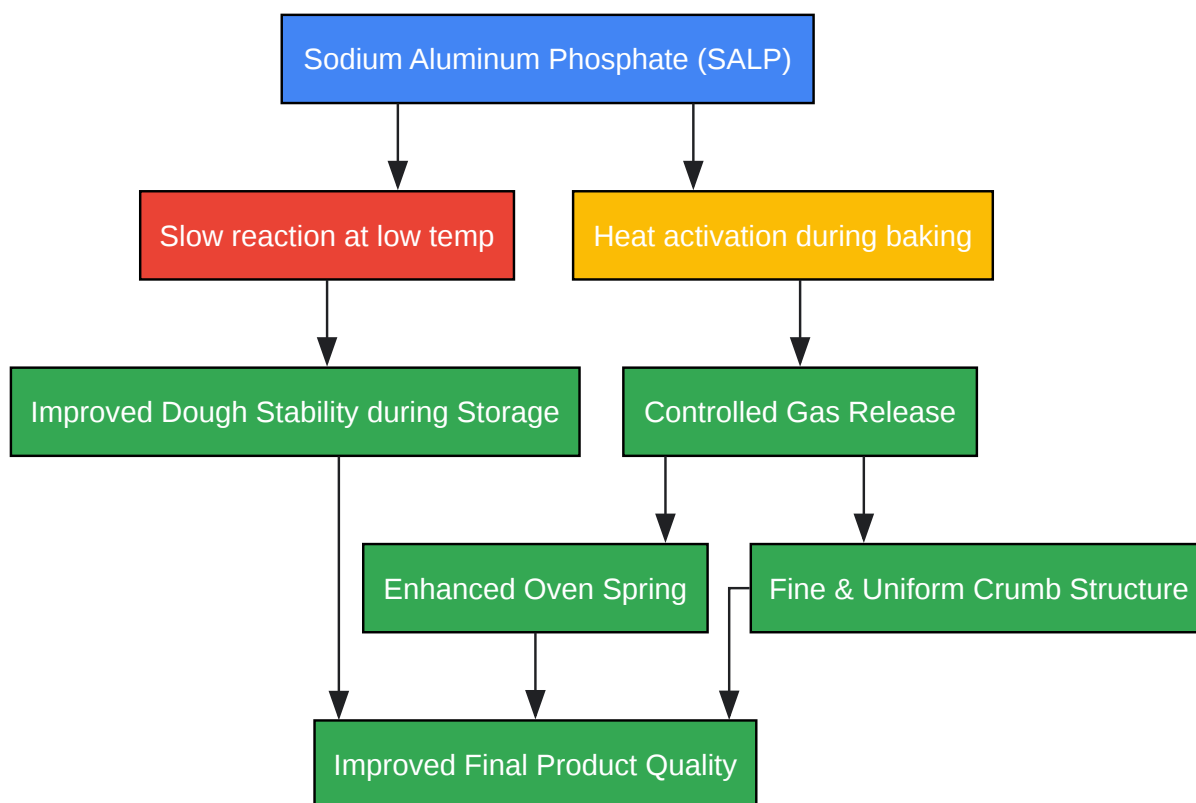 Sodium Aluminum Phosphate (SALP)
Slow reaction at low temp
Heat activation during baking
Improved Dough Stability during Storage
Controlled Gas Release
Enhanced Oven Spring
Fine & Uniform Crumb Structure
Improved Final Product Quality